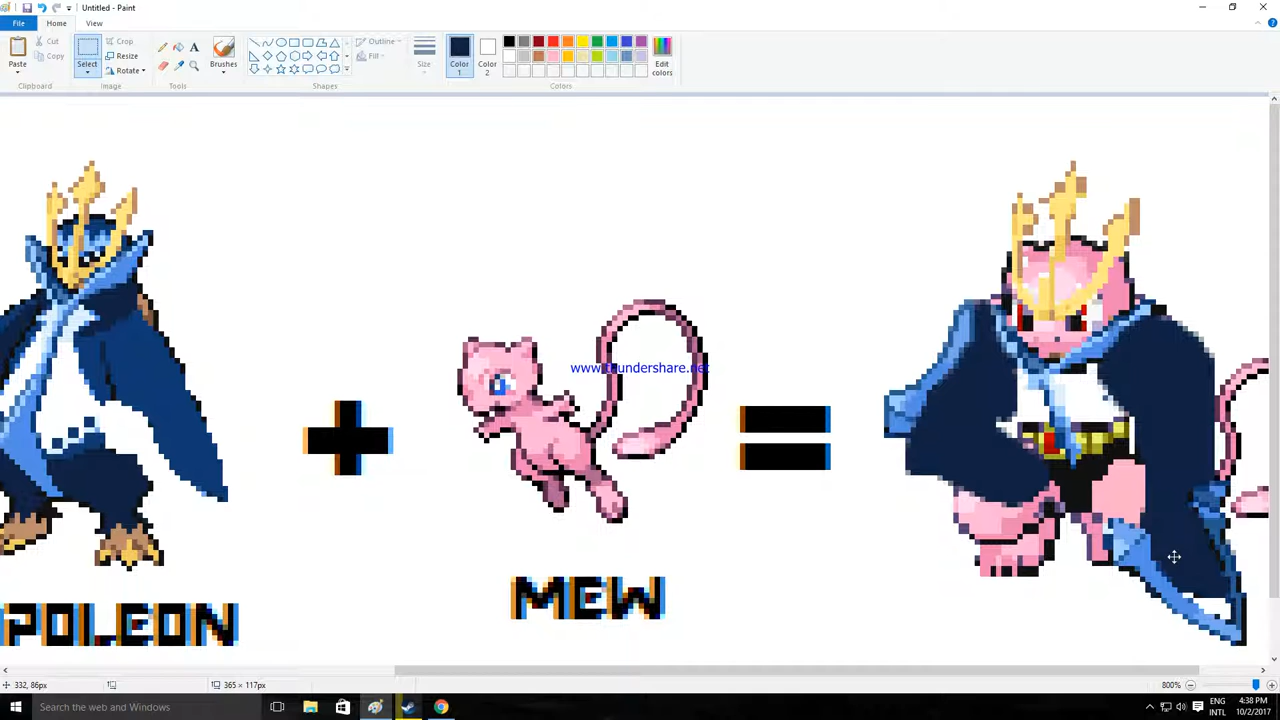 Untitled - Paint
File Home View
Paste
Cut
Copy
Clipboard
Select
Crop
Resize
Rotate
Image
Tools
Brushes
Shapes
Outline
Fill
Size
Color 1
Color 2
Colors
Edit colors
www.thundershare.net
+ =
MEW
POLEON
332, 86px
365 × 117px
800%
Search the web and Windows
ENG
INTL
4:38 PM
10/2/2017